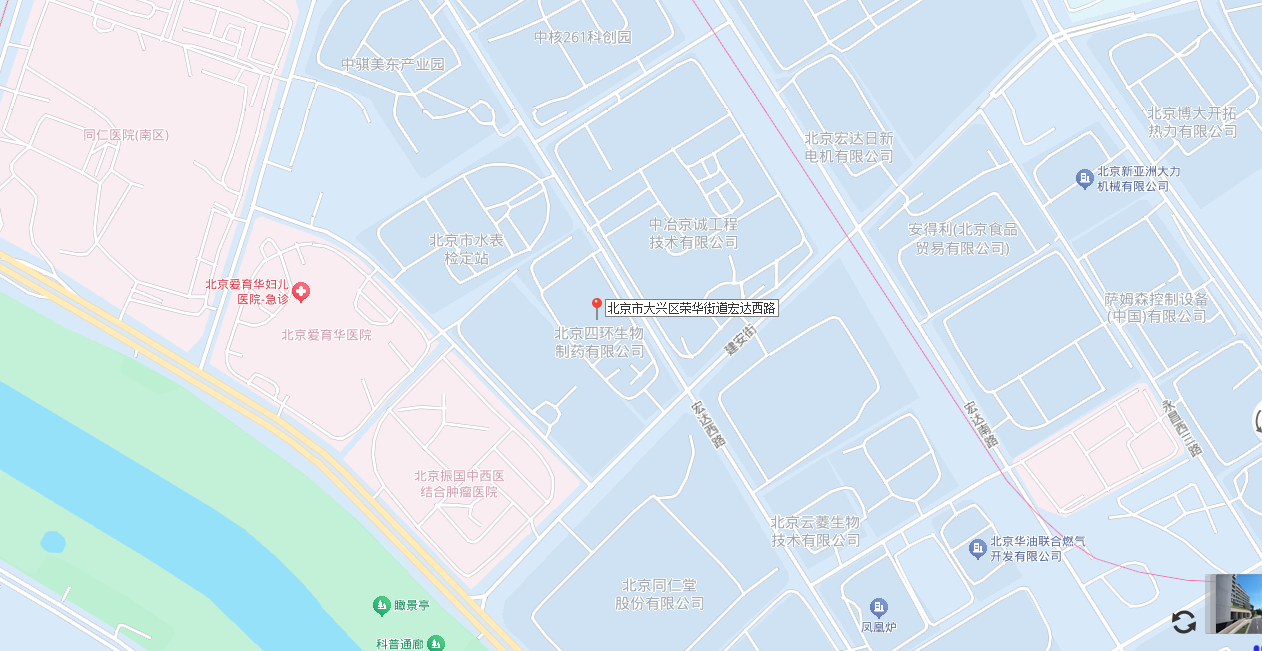 中核261科创园
中骐美东产业园
同仁医院(南区)
北京博大开拓
热力有限公司
北京宏达日新
电机有限公司
北京新亚洲大力
机械有限公司
中冶京诚工程
技术有限公司
安得利(北京食品
贸易有限公司)
北京市水表
检定站
北京爱育华妇儿
医院-急诊
北京市大兴区荣华街道宏达西路
萨姆森控制设备
(中国)有限公司
北京爱育华医院
北京四环生物
制药有限公司
建安街
宏达西路
宏达南路
永昌西三路
北京振国中西医
结合肿瘤医院
北京云菱生物
技术有限公司
北京华油联合燃气
开发有限公司
北京同仁堂
股份有限公司
瞰景亭
凤凰炉
科普通廊